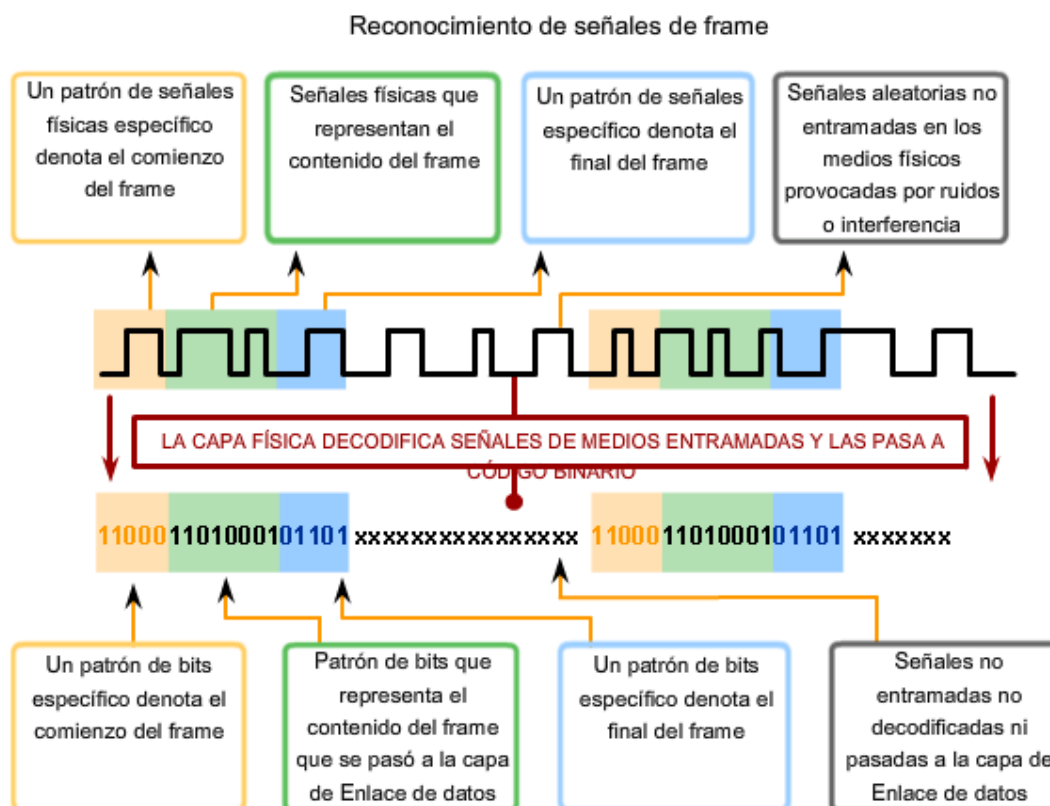 Reconocimiento de señales de frame
Un patrón de señales
físicas específico
denota el comienzo
del frame
Señales físicas que
representan el
contenido del frame
Un patrón de señales
específico denota el
final del frame
Señales aleatorias no
entramadas en los
medios físicos
provocadas por ruidos
o interferencia
LA CAPA FÍSICA DECODIFICA SEÑALES DE MEDIOS ENTRAMADAS Y LAS PASA A
CÓDIGO BINARIO
110001101000101101 xxxxxxxxxxxxxxxx 110001101000101101 xxxxxxx
Un patrón de bits
específico denota el
comienzo del frame
Patrón de bits que
representa el
contenido del frame
que se pasó a la capa
de Enlace de datos
Un patrón de bits
específico denota el
final del frame
Señales no
entramadas no
decodificadas ni
pasadas a la capa de
Enlace de datos